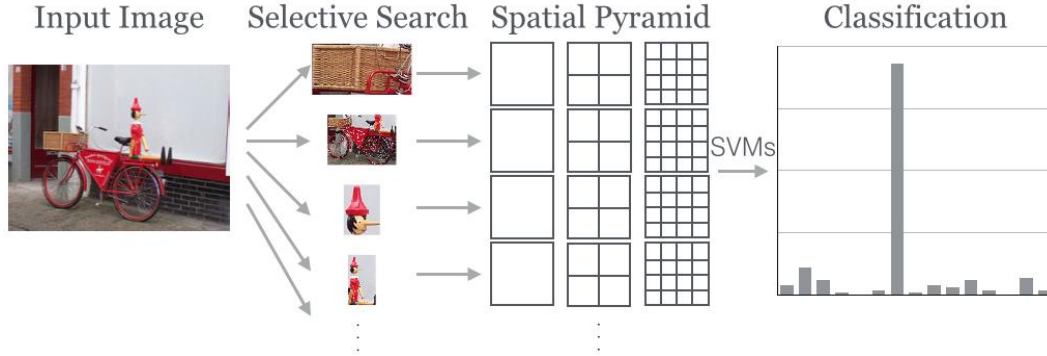 Input Image
Selective Search
Spatial Pyramid
Classification
SVMs